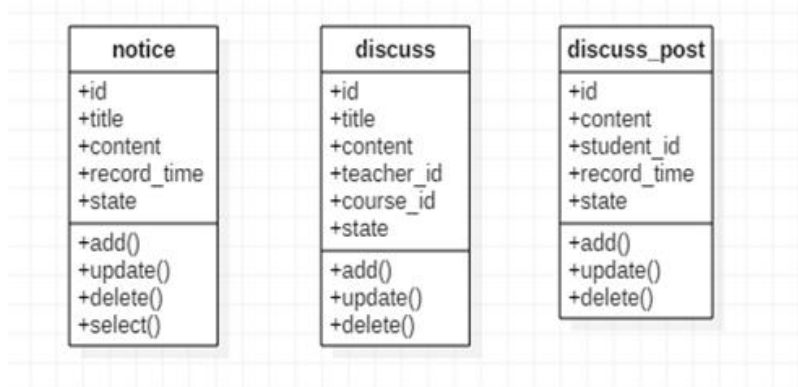 notice
+id
+title
+content
+record_time
+state
+add()
+update()
+delete()
+select()
discuss
+id
+title
+content
+teacher_id
+course_id
+state
+add()
+update()
+delete()
discuss_post
+id
+content
+student_id
+record_time
+state
+add()
+update()
+delete()